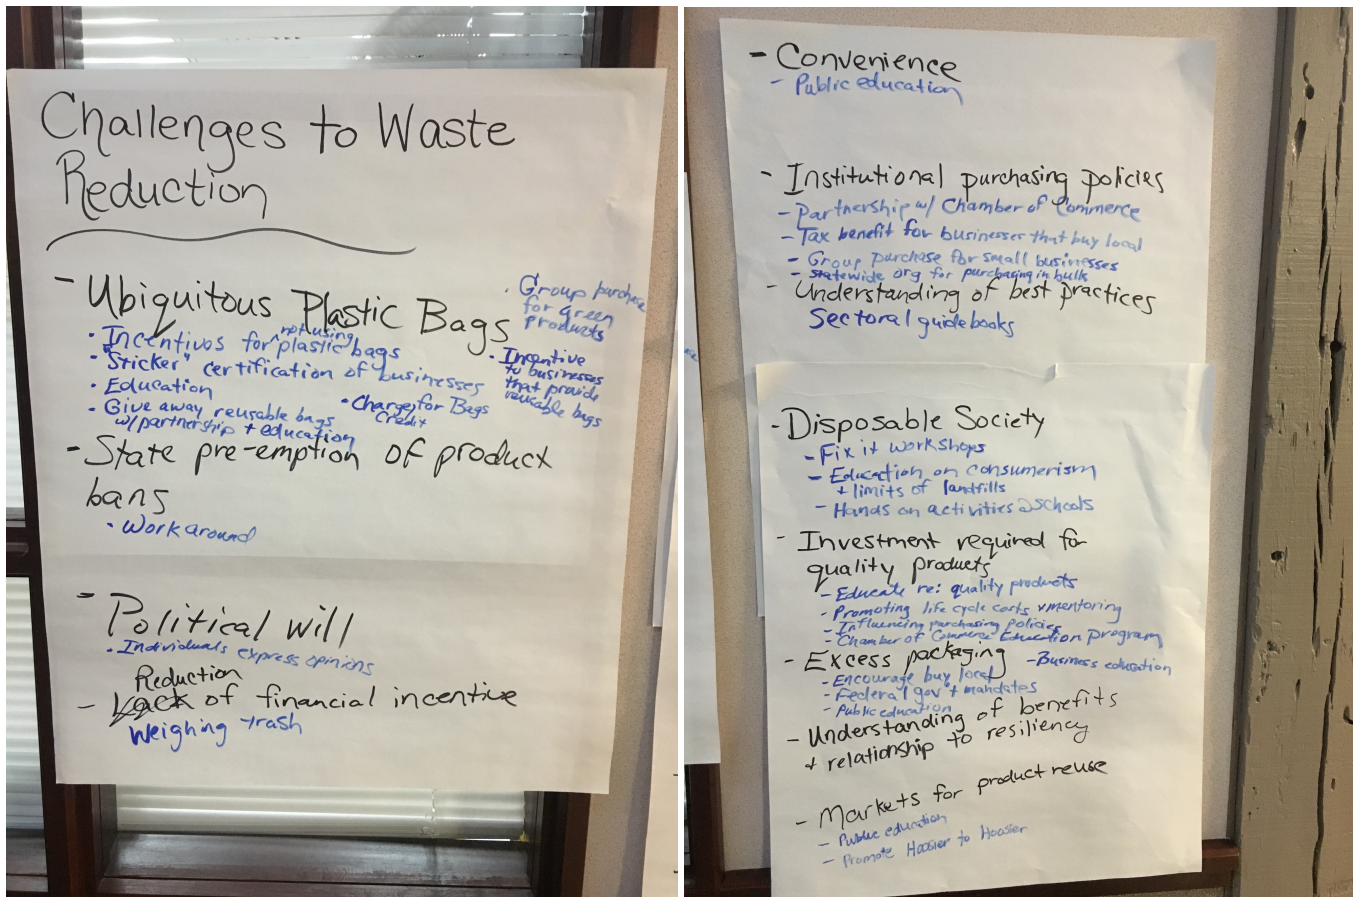 Challenges to Waste
Reduction
- Ubiquitous Plastic Bags
• Incentivos for ^ not using plastic bags
• "Sticker" certification of businesses
• Education
• Give away reusable bags
w/partnership + education
• Charge for Bags
Credit
• Group purchase
for green
products
• Incentive
to businesses
that provide
reusable bags
- State pre-emption of product
bans
• Workaround
- Political will
• Individuals express opinions
Reduction
- Lack of financial incentive
Weighing trash
- Convenience
- Public education
- Institutional purchasing policies
- Partnership w/ Chamber of Commerce
- Tax benefit for businesses that buy local
- Group purchase for small businesses
- statewide org for purchasing in bulk
- Understanding of best practices
Sectoral guidebooks
- Disposable Society
- Fix it workshops
- Education on consumerism
+ limits of landfills
- Hands on activities @ schools
- Investment required for
quality products
- Educate re: quality products
- Promoting life cycle costs + mentoring
- Influencing purchasing policies
- Chamber of Commerce Education program
- Excess packaging
- Business education
- Encourage buy local
- Federal gov't mandates
- Public education
- Understanding of benefits
+ relationship to resiliency
- Markets for product reuse
- Public education
- Promote Hoosier to Hoosier